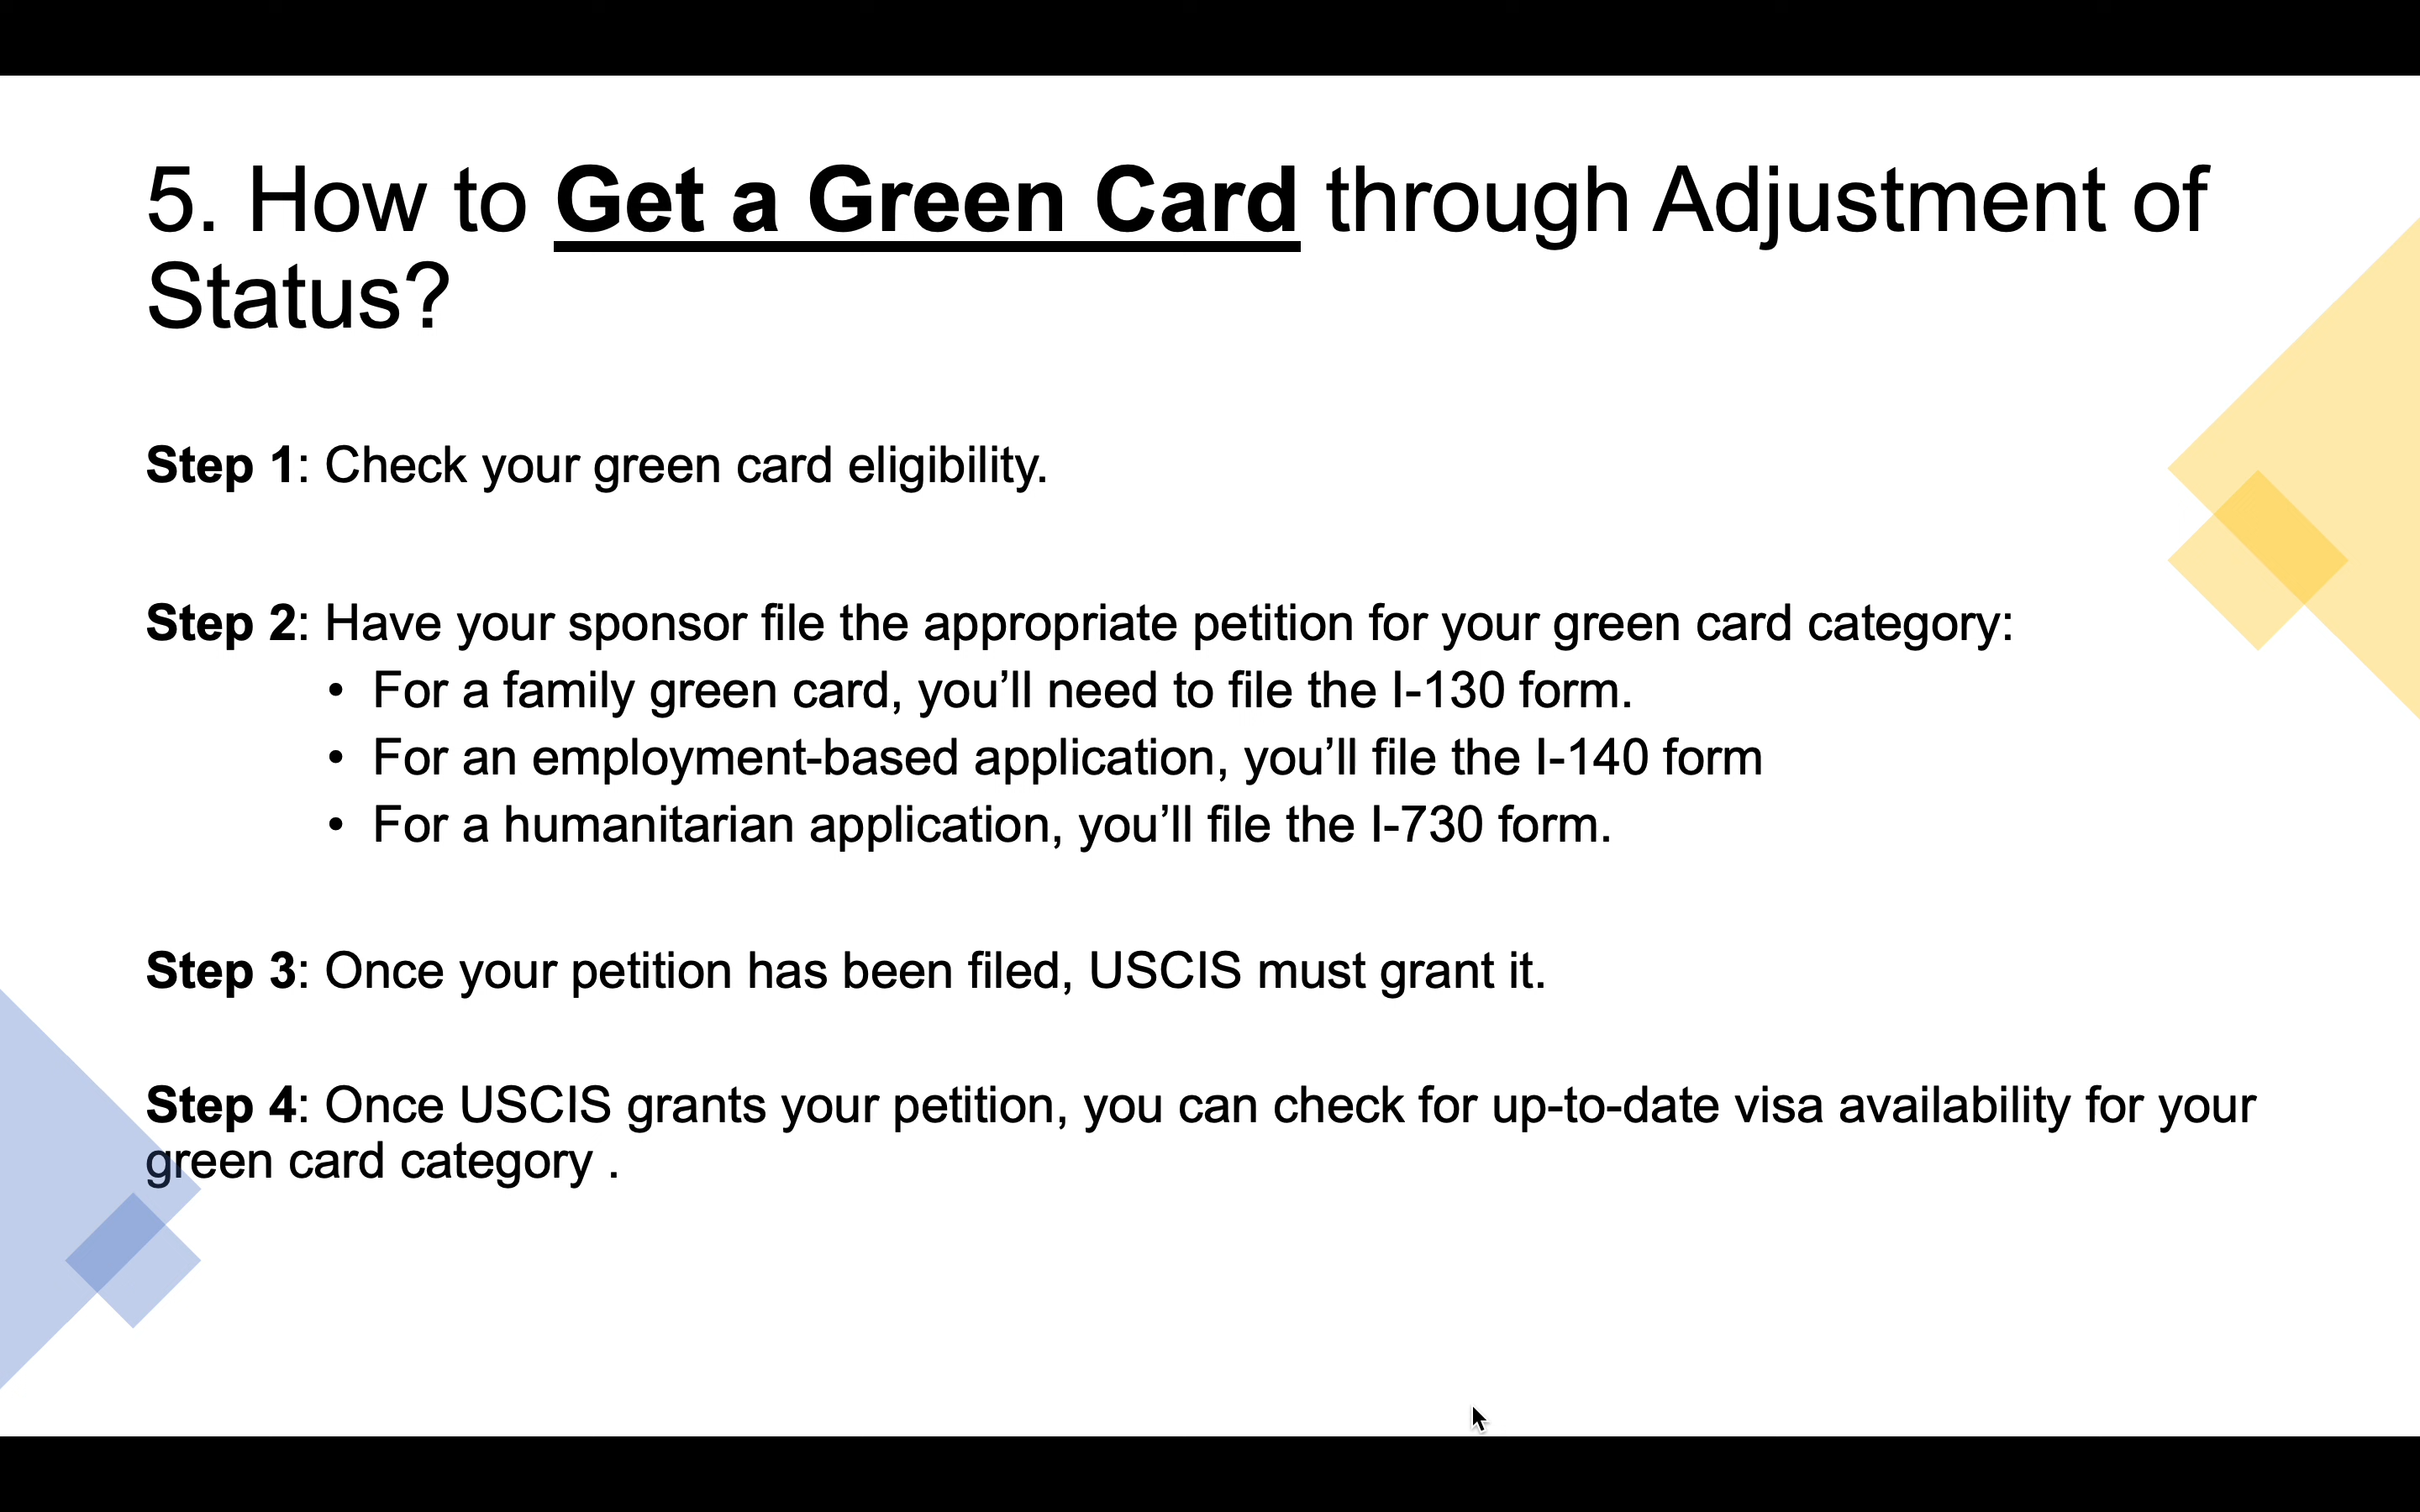 5. How to Get a Green Card through Adjustment of
Status?
Step 1: Check your green card eligibility.
Step 2: Have your sponsor file the appropriate petition for your green card category:
• For a family green card, you’ll need to file the I-130 form.
• For an employment-based application, you’ll file the I-140 form
• For a humanitarian application, you’ll file the I-730 form.
Step 3: Once your petition has been filed, USCIS must grant it.
Step 4: Once USCIS grants your petition, you can check for up-to-date visa availability for your
green card category .